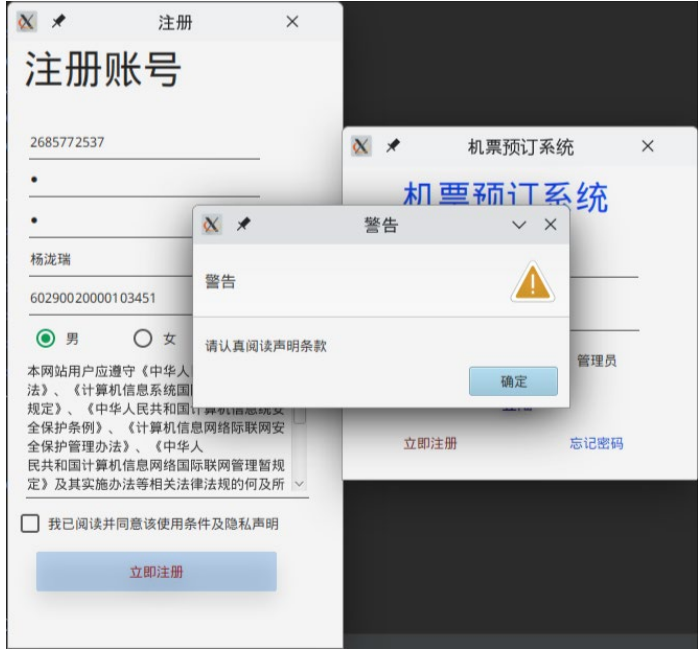 注册
注册账号
2685772537
杨泷瑞
60290020000103451
男
女
本网站用户应遵守《中华人
法》、《计算机信息系统国
规定》、《中华人民共和国计算机信息统安
全保护条例》、《计算机信息网络际联网安
全保护管理办法》、《中华人
民共和国计算机信息网络国际联网管理暂规
定》及其实施办法等相关法律法规的何及所
我已阅读并同意该使用条件及隐私声明
立即注册
机票预订系统
机票预订系统
管理员
立即注册
忘记密码
警告
警告
请认真阅读声明条款
确定